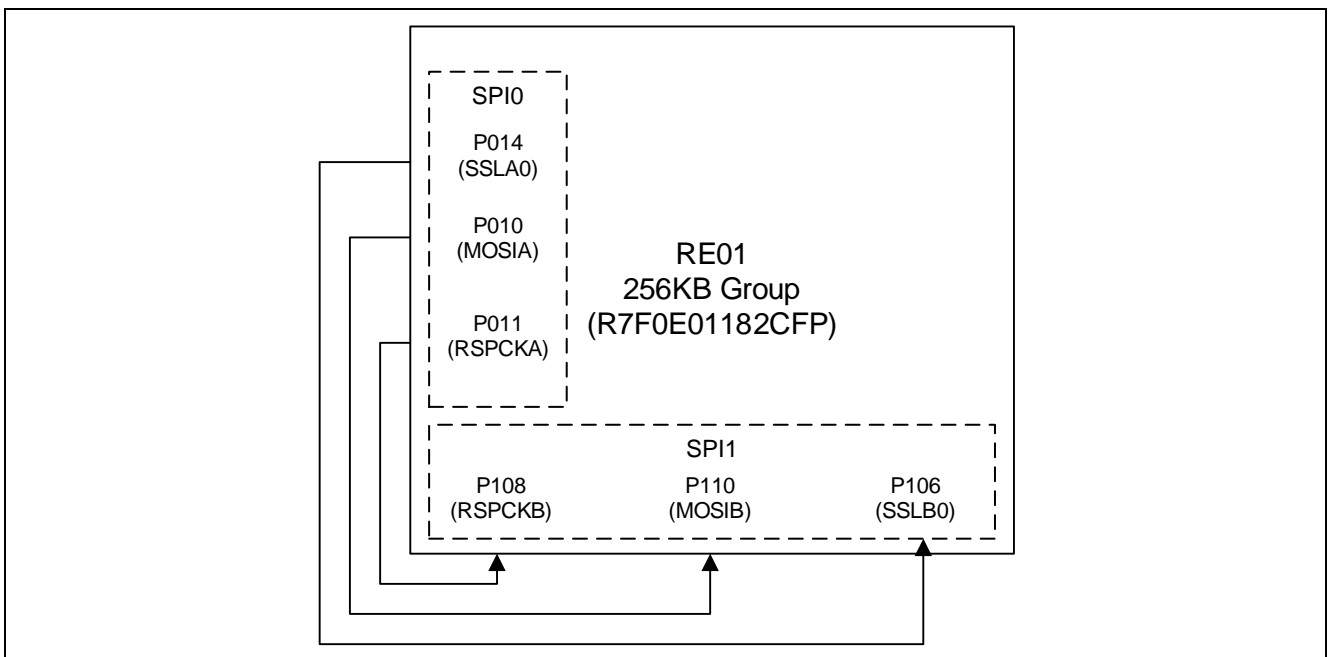 SPI0
P014
(SSLA0)
P010
(MOSIA)
P011
(RSPCKA)
RE01
256KB Group
(R7F0E01182CFP)
SPI1
P108
(RSPCKB)
P110
(MOSIB)
P106
(SSLB0)